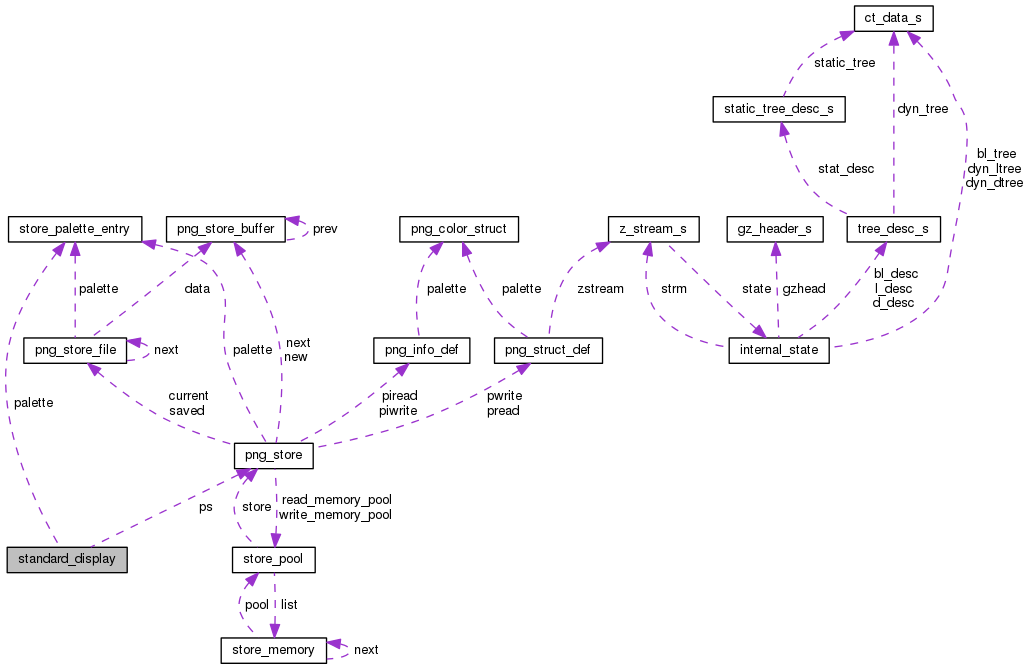 ct_data_s
static_tree
static_tree_desc_s
dyn_tree
bl_tree
dyn_ltree
dyn_dtree
stat_desc
store_palette_entry
png_store_buffer
prev
png_color_struct
z_stream_s
gz_header_s
tree_desc_s
palette
data
palette
palette
zstream
strm
state
gzhead
bl_desc
l_desc
d_desc
png_store_file
next
palette
next
new
png_info_def
png_struct_def
internal_state
palette
current
saved
piread
piwrite
pwrite
pread
png_store
ps
store
read_memory_pool
write_memory_pool
standard_display
store_pool
pool
list
store_memory
next